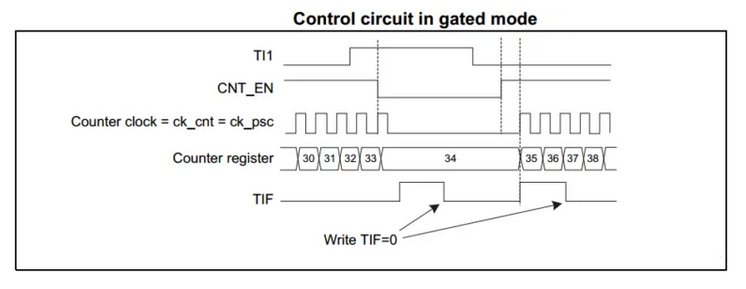 Control circuit in gated mode
TI1
CNT_EN
Counter clock = ck_cnt = ck_psc
Counter register 30 31 32 33 34 35 36 37 38
TIF
Write TIF=0